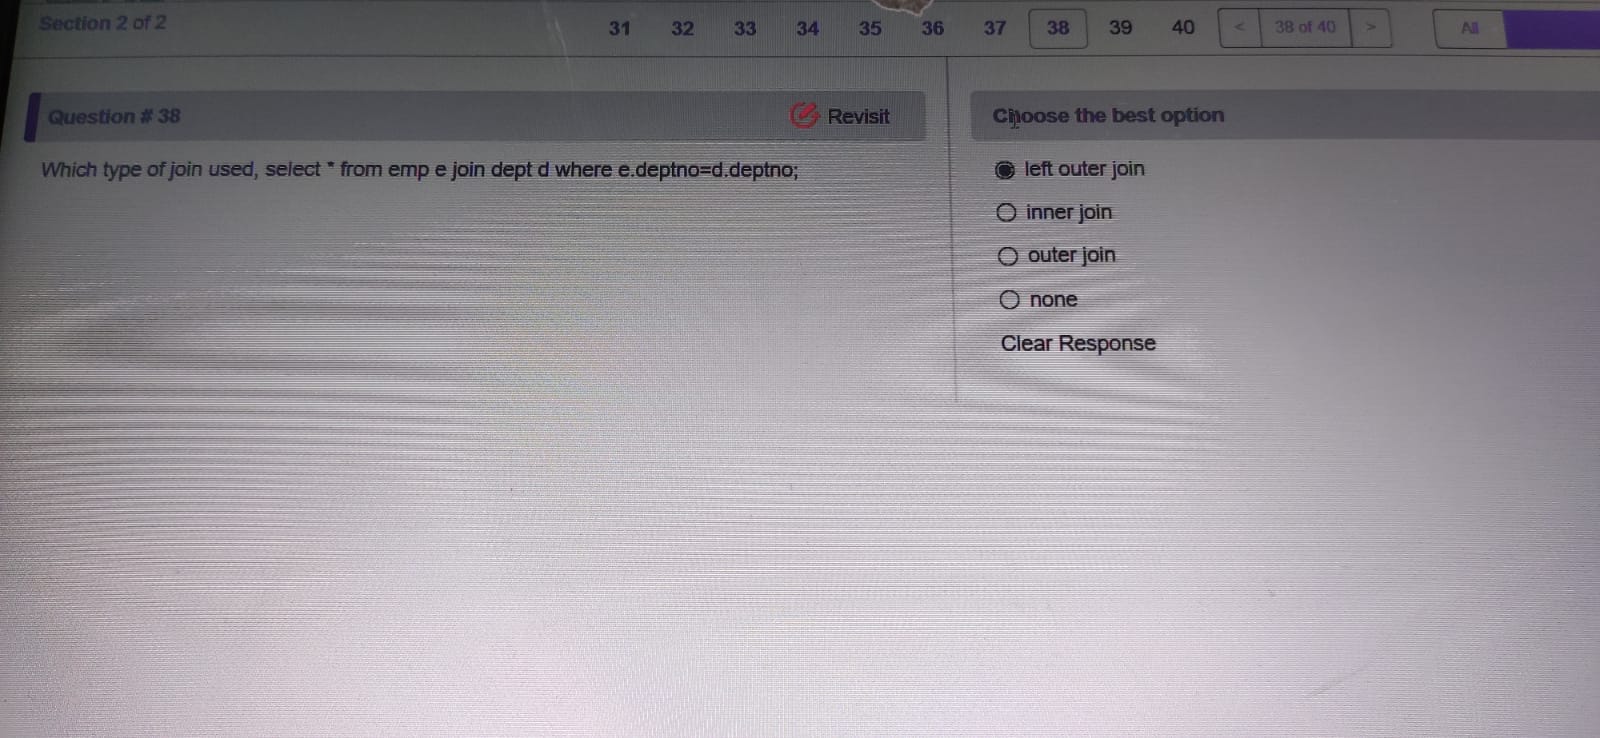 Section 2 of 2
31 32 33 34 35 36 37 38 39 40 < 38 of 40 > All
Question # 38
Revisit
Which type of join used, select * from emp e join dept d where e.deptno=d.deptno;
Choose the best option
left outer join
inner join
outer join
none
Clear Response